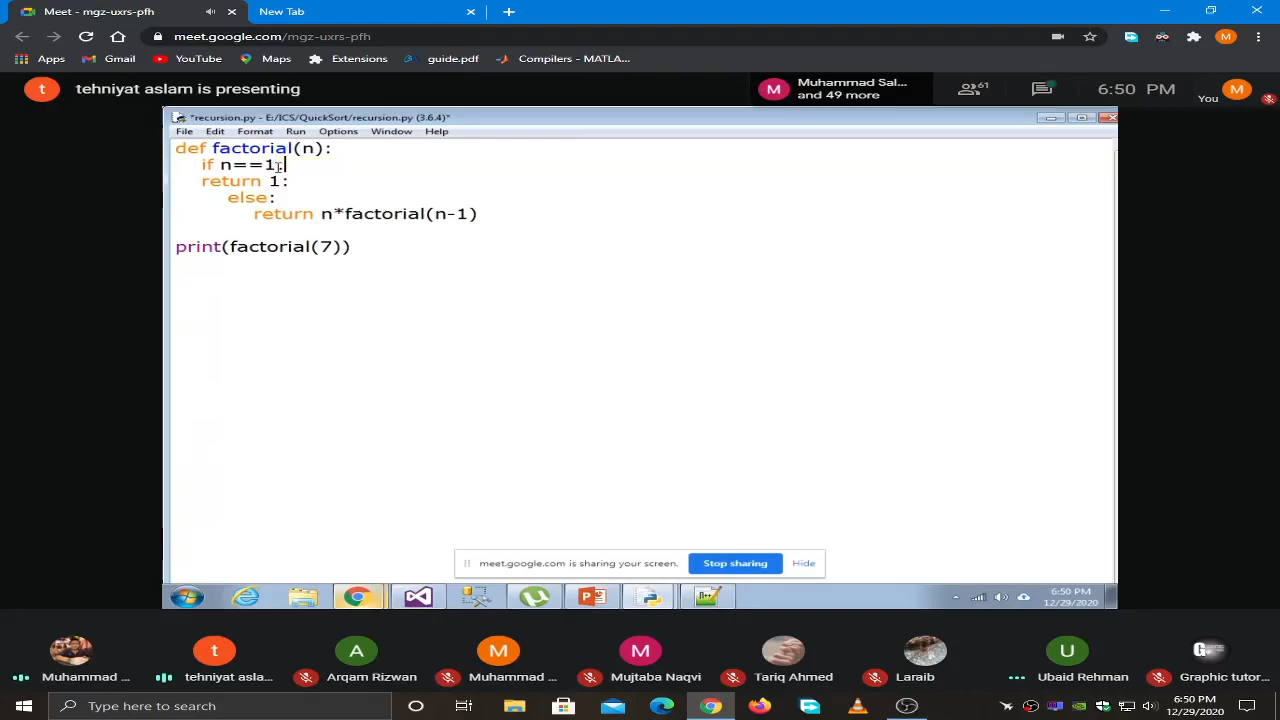 Meet - mgz-uxrs-pfh
New Tab
meet.google.com/mgz-uxrs-pfh
M
Apps
Gmail
YouTube
Maps
Extensions
guide.pdf
Compilers - MATLA...
t
tehniyat aslam is presenting
M
Muhammad Sal...
and 49 more
61
6:50 PM
You
M
*recursion.py - E:/ICS/QuickSort/recursion.py (3.6.4)*
File Edit Format Run Options Window Help
def factorial(n):
if n==1:
return 1:
else:
return n*factorial(n-1)
print(factorial(7))
meet.google.com is sharing your screen.
Stop sharing
Hide
6:50 PM
12/29/2020
t
A
M
M
U
G
Muhammad ...
tehniyat asla...
Arqam Rizwan
Muhammad ...
Mujtaba Naqvi
Tariq Ahmed
Laraib
Ubaid Rehman
Graphic tutor...
Type here to search
6:50 PM
12/29/2020